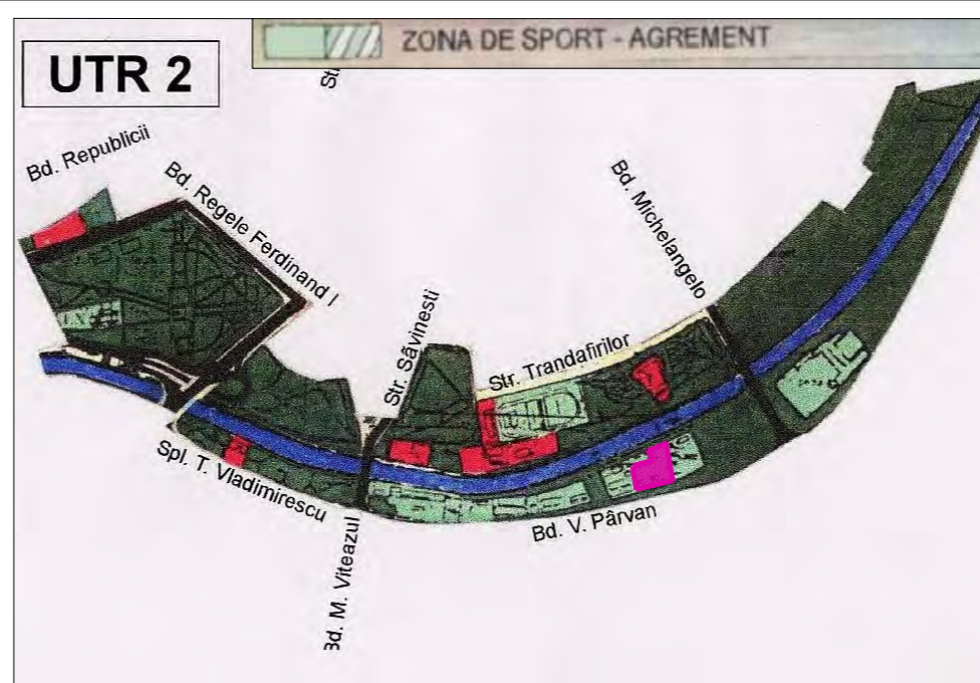 ZONA DE SPORT - AGREMENT
UTR 2
Bd. Republicii
Bd. Regele Ferdinand I
Bd. Michelangelo
Str. Săvinesti
Str. Trandafirilor
Spl. T. Vladimirescu
Bd. V. Pârvan
3d. M. Viteazul